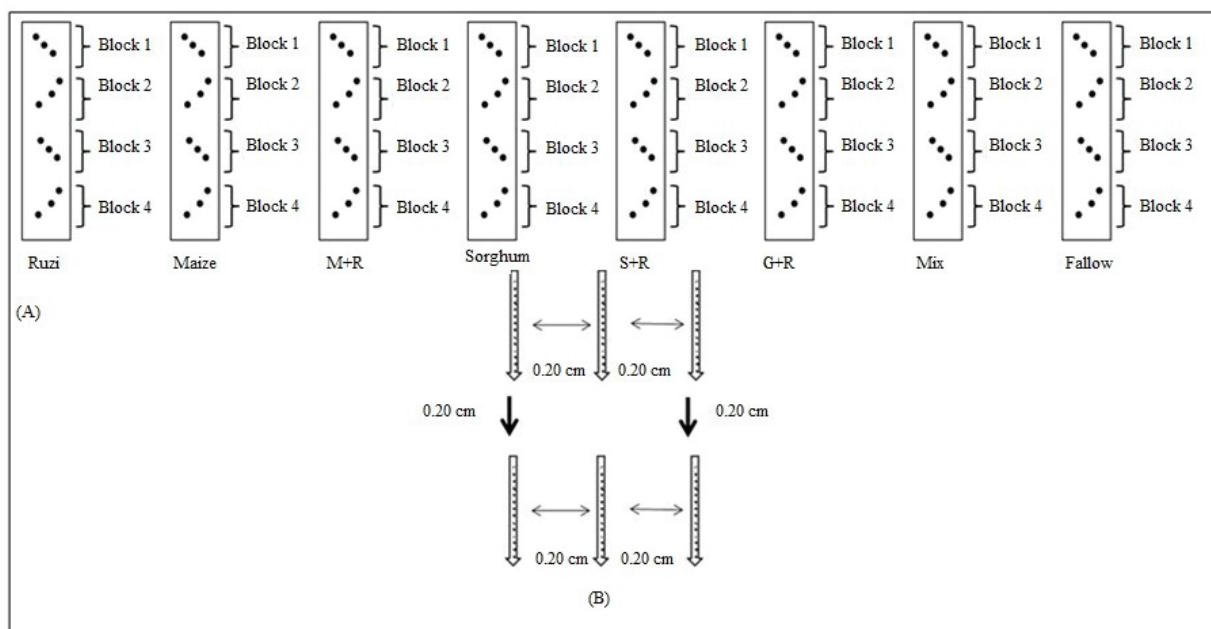 Block 1 Block 1 Block 1 Block 1 Block 1 Block 1 Block 1 Block 1
Block 2 Block 2 Block 2 Block 2 Block 2 Block 2 Block 2 Block 2
Block 3 Block 3 Block 3 Block 3 Block 3 Block 3 Block 3 Block 3
Block 4 Block 4 Block 4 Block 4 Block 4 Block 4 Block 4 Block 4
Ruzi Maize M+R Sorghum S+R G+R Mix Fallow
(A)
0.20 cm 0.20 cm
0.20 cm 0.20 cm
0.20 cm 0.20 cm
(B)